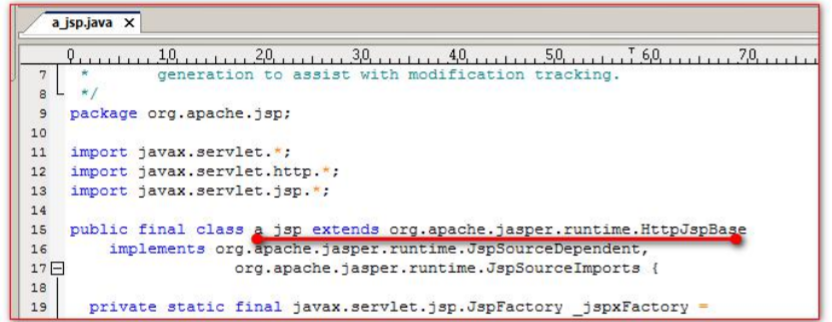 a_jsp.java X
0 10 20 30 40 50 T 60 70
7 * generation to assist with modification tracking.
8 */
9 package org.apache.jsp;
10
11 import javax.servlet.*;
12 import javax.servlet.http.*;
13 import javax.servlet.jsp.*;
14
15 public final class a_jsp extends org.apache.jasper.runtime.HttpJspBase
16 implements org.apache.jasper.runtime.JspSourceDependent,
17 org.apache.jasper.runtime.JspSourceImports {
18
19 private static final javax.servlet.jsp.JspFactory _jspxFactory =